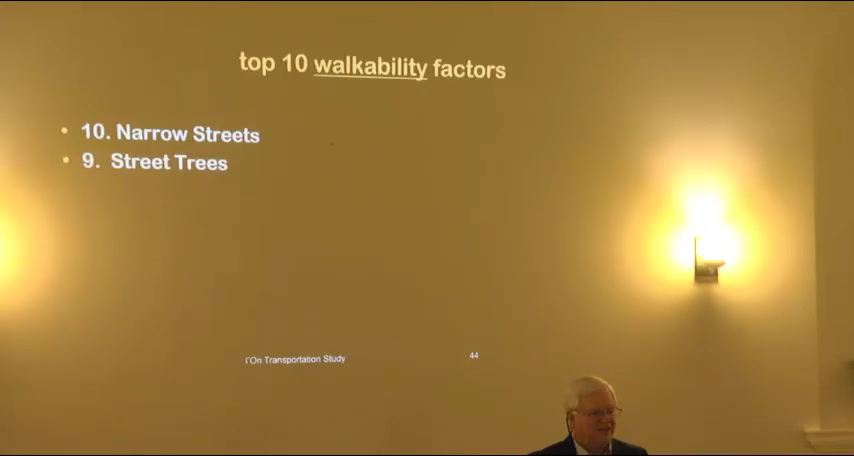 top 10 walkability factors
• 10. Narrow Streets
• 9. Street Trees
I'On Transportation Study
44